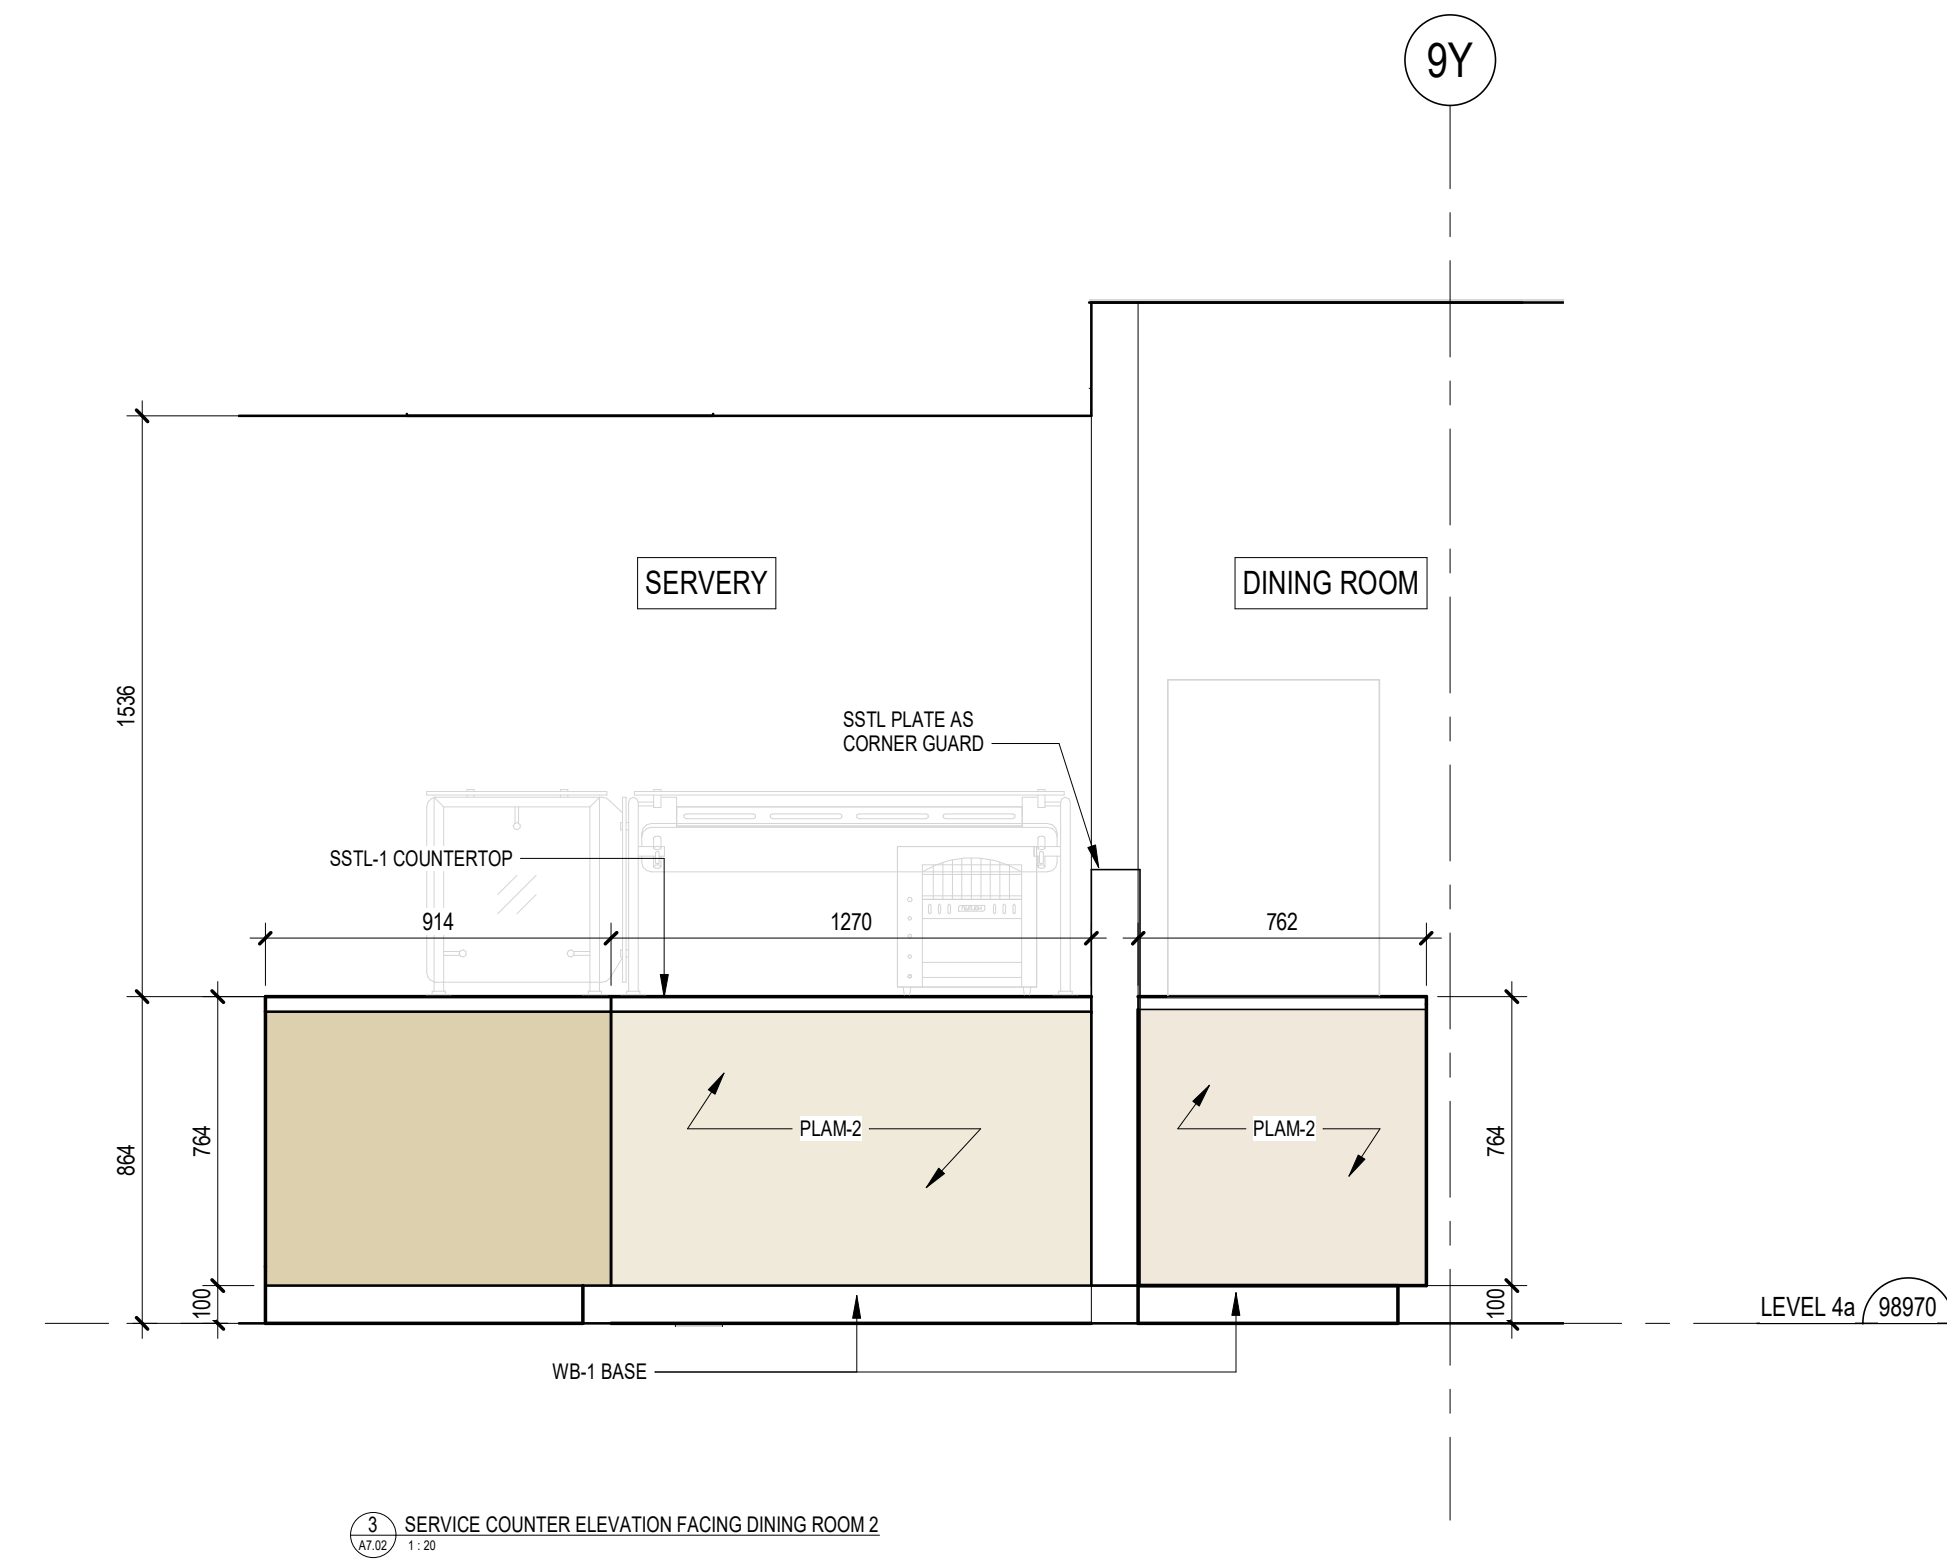 9Y
SERVERY
DINING ROOM
1536
SSTL PLATE AS
CORNER GUARD
SSTL-1 COUNTERTOP
914
1270
762
PLAM-2
PLAM-2
864
764
764
100
100
LEVEL 4a
98970
WB-1 BASE
3
SERVICE COUNTER ELEVATION FACING DINING ROOM 2
A7.02
1 : 20